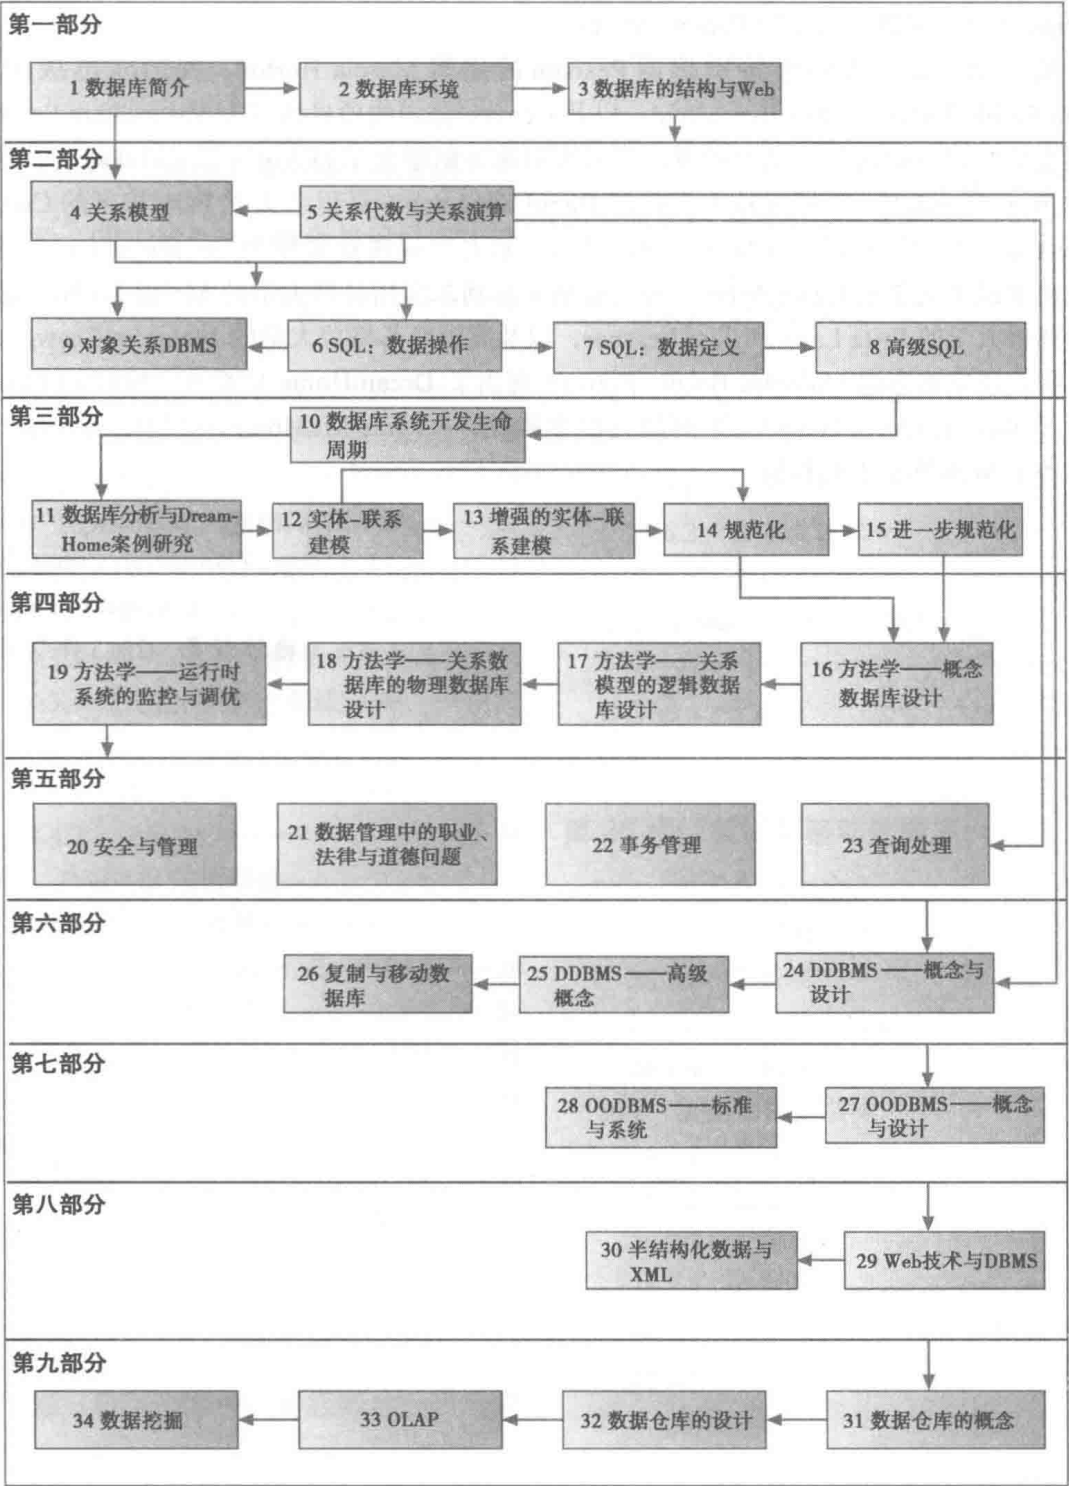 第一部分
1 数据库简介
2 数据库环境
3 数据库的结构与Web
第二部分
4 关系模型
5 关系代数与关系演算
9 对象关系DBMS
6 SQL：数据操作
7 SQL：数据定义
8 高级SQL
第三部分
10 数据库系统开发生命
周期
11 数据库分析与Dream-
Home案例研究
12 实体-联系
建模
13 增强的实体-联
系建模
14 规范化
15 进一步规范化
第四部分
19 方法学——运行时
系统的监控与调优
18 方法学——关系数
据库的物理数据库
设计
17 方法学——关系
模型的逻辑数据
库设计
16 方法学——概念
数据库设计
第五部分
20 安全与管理
21 数据管理中的职业、
法律与道德问题
22 事务管理
23 查询处理
第六部分
26 复制与移动数
据库
25 DDBMS——高级
概念
24 DDBMS——概念与
设计
第七部分
28 OODBMS——标准
与系统
27 OODBMS——概念
与设计
第八部分
30 半结构化数据与
XML
29 Web技术与DBMS
第九部分
34 数据挖掘
33 OLAP
32 数据仓库的设计
31 数据仓库的概念